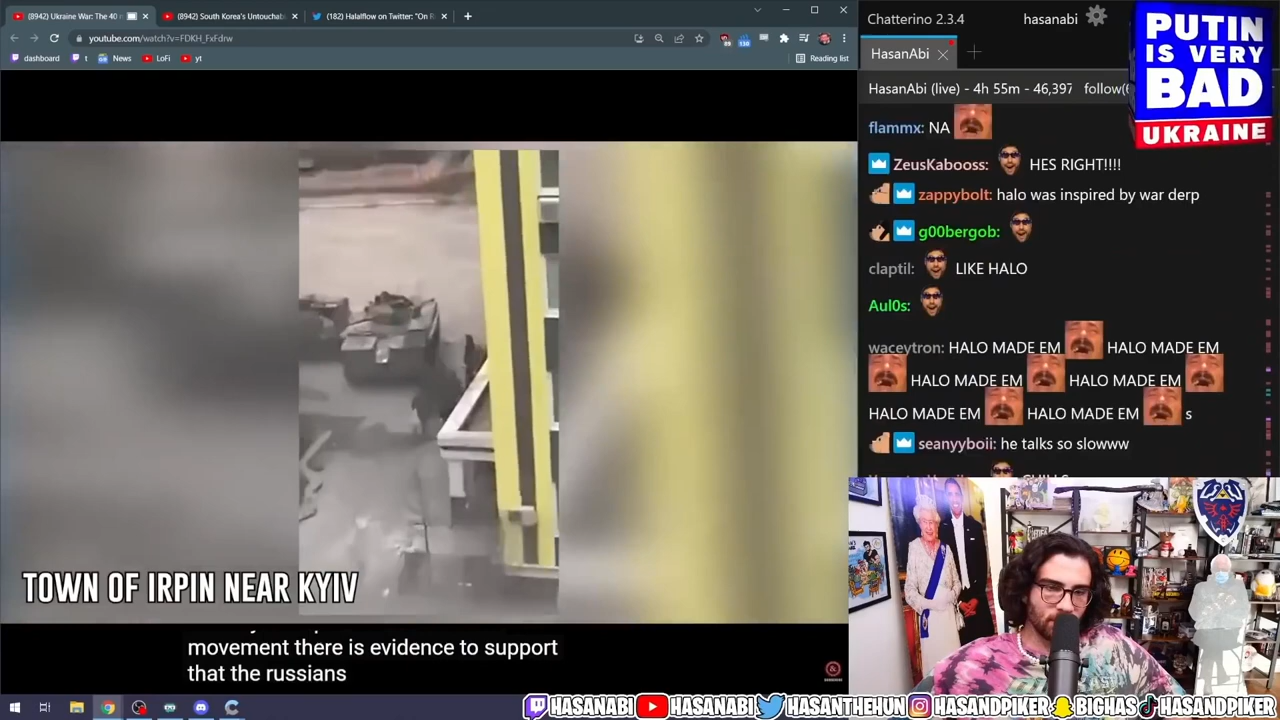 (8942) Ukraine War: The 40 m
(8942) South Korea's Untouchab
(182) Halalflow on Twitter: "On F
youtube.com/watch?v=FDKH_FxFdrw
dashboard
t
News
LoFi
yt
Reading list
Chatterino 2.3.4
hasanabi
HasanAbi
HasanAbi (live) - 4h 55m - 46,397
PUTIN
IS VERY
BAD
UKRAINE
flammx: NA
ZeusKabooss: HES RIGHT!!!!
zappybolt: halo was inspired by war derp
g00bergob:
claptil: LIKE HALO
Aul0s:
waceytron: HALO MADE EM HALO MADE EM
HALO MADE EM HALO MADE EM
HALO MADE EM HALO MADE EM s
seanyyboii: he talks so slowww
TOWN OF IRPIN NEAR KYIV
movement there is evidence to support
that the russians
HASANABI HASANABI HASANTHEHUN HASANDPIKER BIGHAS HASANDPIKER